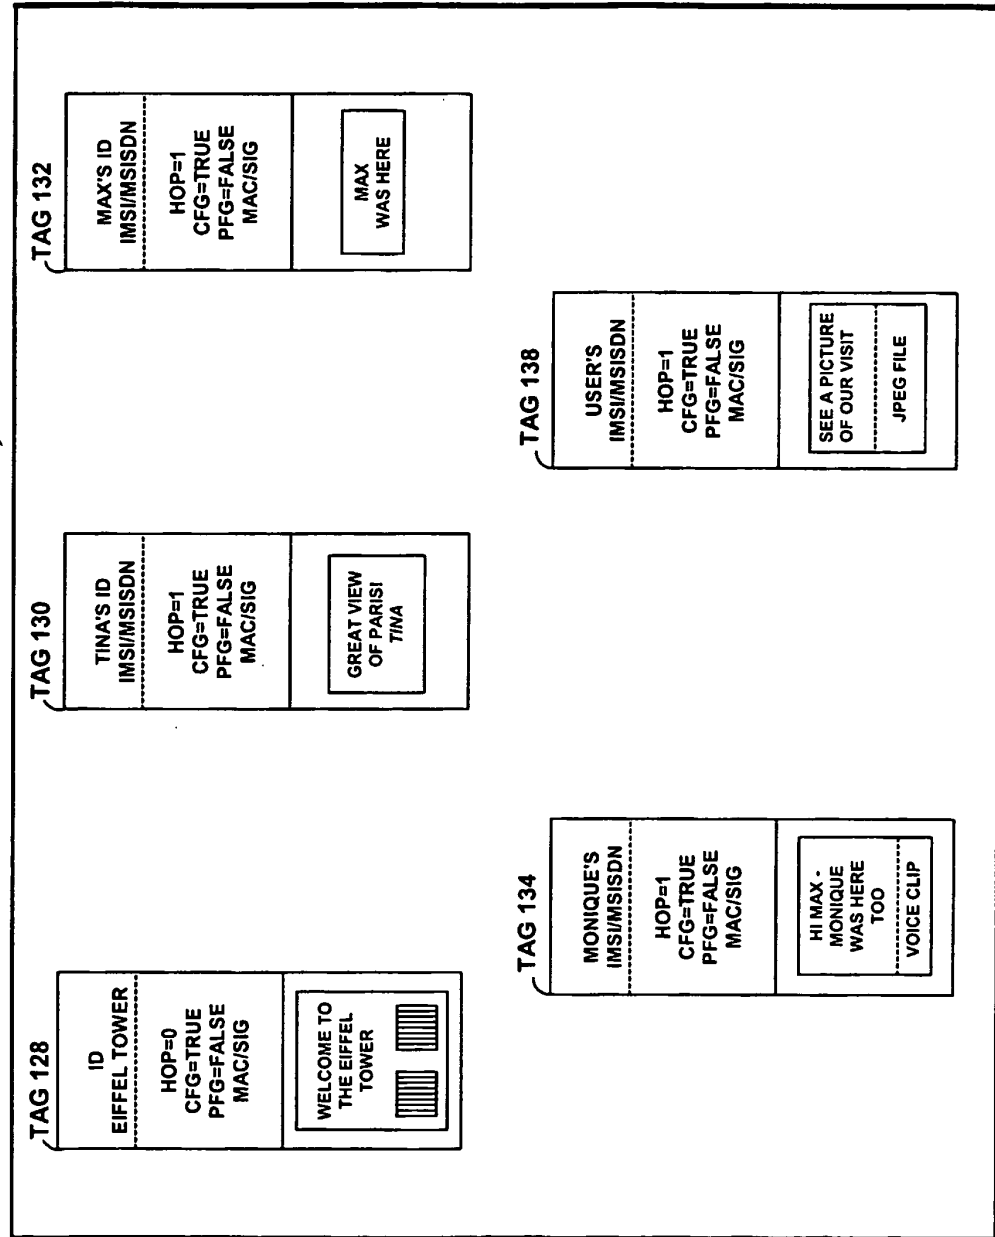 TAG 128
ID
EIFFEL TOWER
HOP=0
CFG=TRUE
PFG=FALSE
MAC/SIG
WELCOME TO
THE EIFFEL
TOWER
TAG 130
TINA'S ID
IMSI/MSISDN
HOP=1
CFG=TRUE
PFG=FALSE
MAC/SIG
GREAT VIEW
OF PARIS!
TINA
TAG 132
MAX'S ID
IMSI/MSISDN
HOP=1
CFG=TRUE
PFG=FALSE
MAC/SIG
MAX
WAS HERE
TAG 134
MONIQUE'S
IMSI/MSISDN
HOP=1
CFG=TRUE
PFG=FALSE
MAC/SIG
HI MAX -
MONIQUE
WAS HERE
TOO
VOICE CLIP
TAG 138
USER'S
IMSI/MSISDN
HOP=1
CFG=TRUE
PFG=FALSE
MAC/SIG
SEE A PICTURE
OF OUR VISIT
JPEG FILE